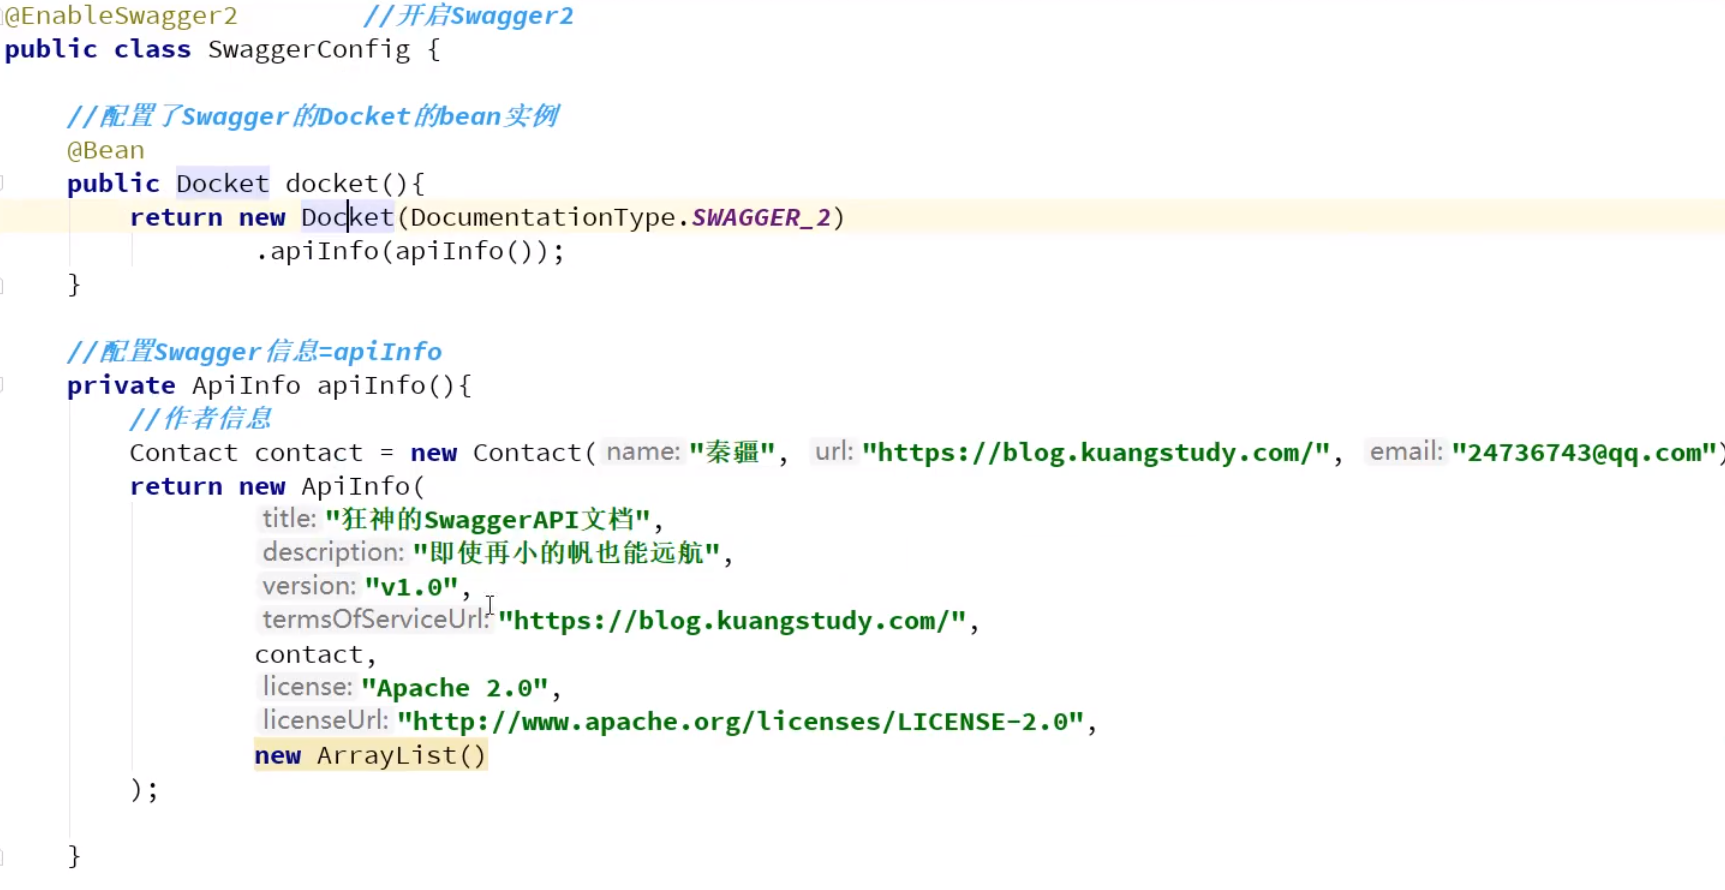 @EnableSwagger2        //开启Swagger2
public class SwaggerConfig {
//配置了Swagger的Docket的bean实例
@Bean
public Docket docket(){
return new Docket(DocumentationType.SWAGGER_2)
.apiInfo(apiInfo());
}
//配置Swagger信息=apiInfo
private ApiInfo apiInfo(){
//作者信息
Contact contact = new Contact( name: "秦疆", url: "https://blog.kuangstudy.com/", email: "24736743@qq.com")
return new ApiInfo(
title: "狂神的SwaggerAPI文档",
description: "即使再小的帆也能远航",
version: "v1.0",
termsOfServiceUrl: "https://blog.kuangstudy.com/",
contact,
license: "Apache 2.0",
licenseUrl: "http://www.apache.org/licenses/LICENSE-2.0",
new ArrayList()
);
}